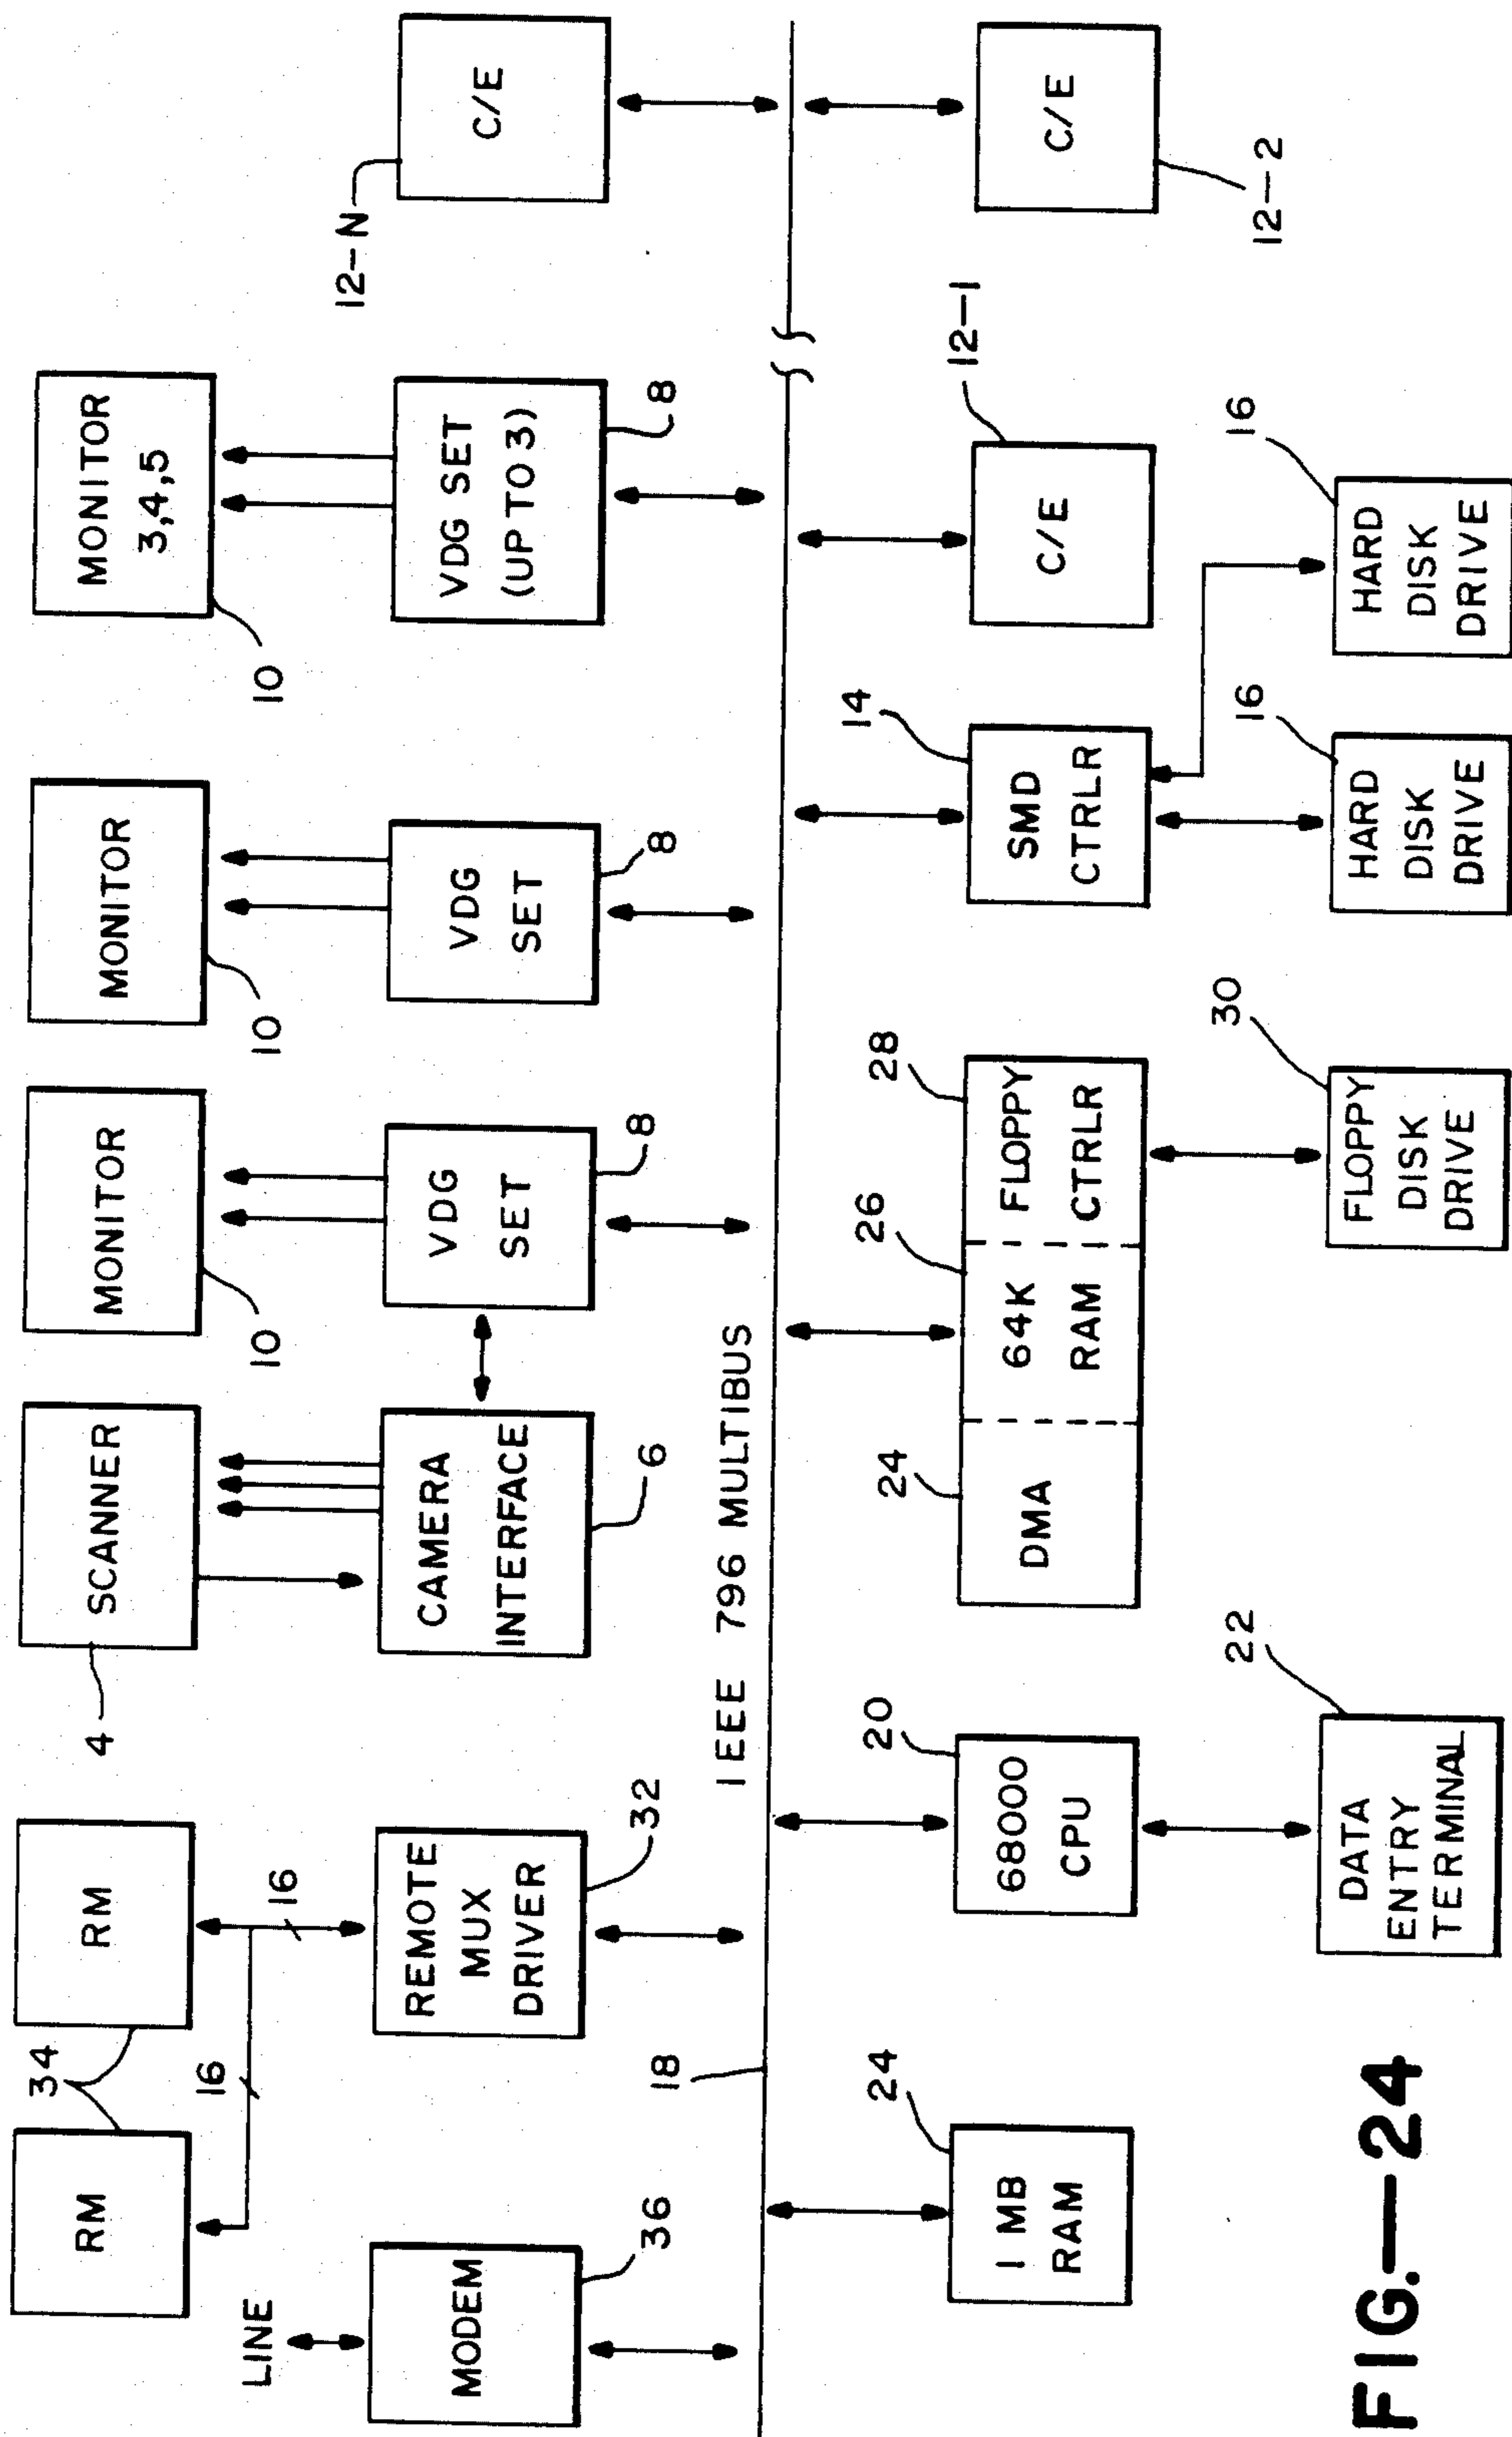 LINE
MODEM
36
RM
RM
34
16
16
REMOTE
MUX
DRIVER
32
SCANNER
4
CAMERA
INTERFACE
6
MONITOR
10
VDG
SET
8
MONITOR
10
VDG
SET
8
MONITOR
3,4,5
10
VDG SET
(UP TO 3)
8
C/E
12-N
18
IEEE 796 MULTIBUS
1 MB
RAM
24
68000
CPU
20
DATA
ENTRY
TERMINAL
22
DMA
24
64K
RAM
26
FLOPPY
CTRLR
28
FLOPPY
DISK
DRIVE
30
SMD
CTRLR
14
HARD
DISK
DRIVE
16
HARD
DISK
DRIVE
16
C/E
12-1
C/E
12-2
FIG.—24